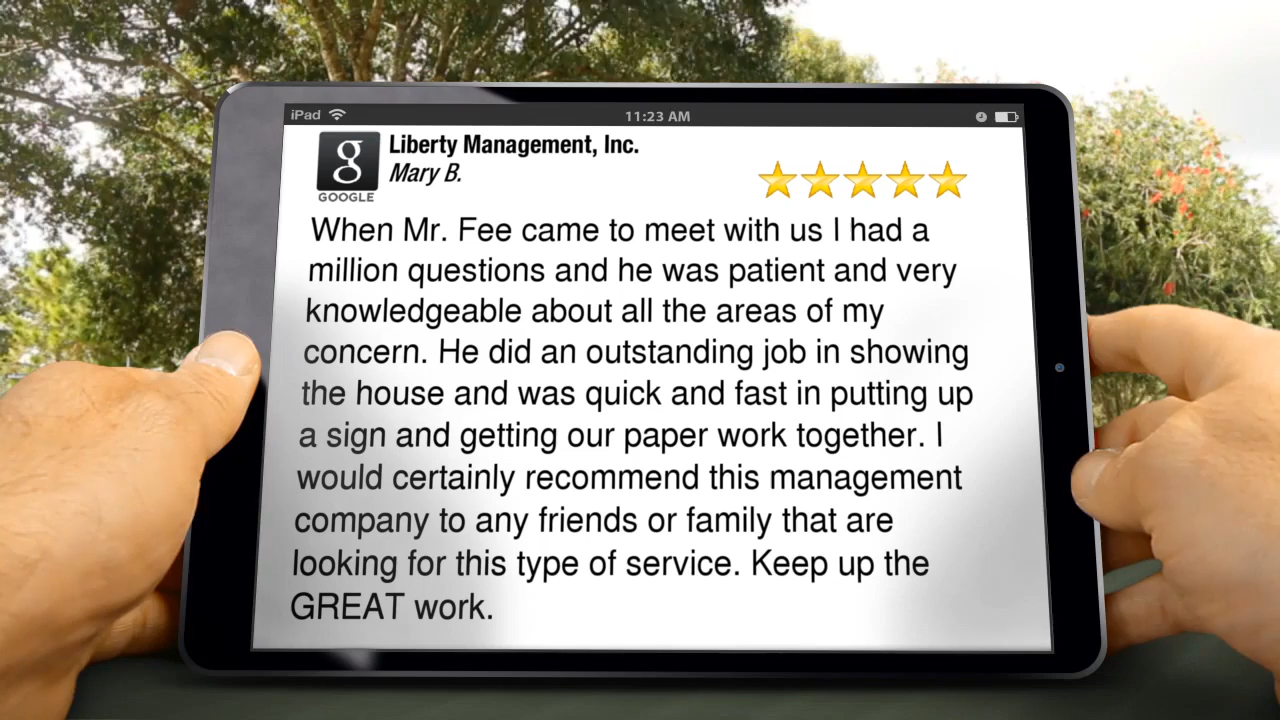 iPad 11:23 AM
g
GOOGLE
Liberty Management, Inc.
Mary B.
When Mr. Fee came to meet with us I had a
million questions and he was patient and very
knowledgeable about all the areas of my
concern. He did an outstanding job in showing
the house and was quick and fast in putting up
a sign and getting our paper work together. I
would certainly recommend this management
company to any friends or family that are
looking for this type of service. Keep up the
GREAT work.